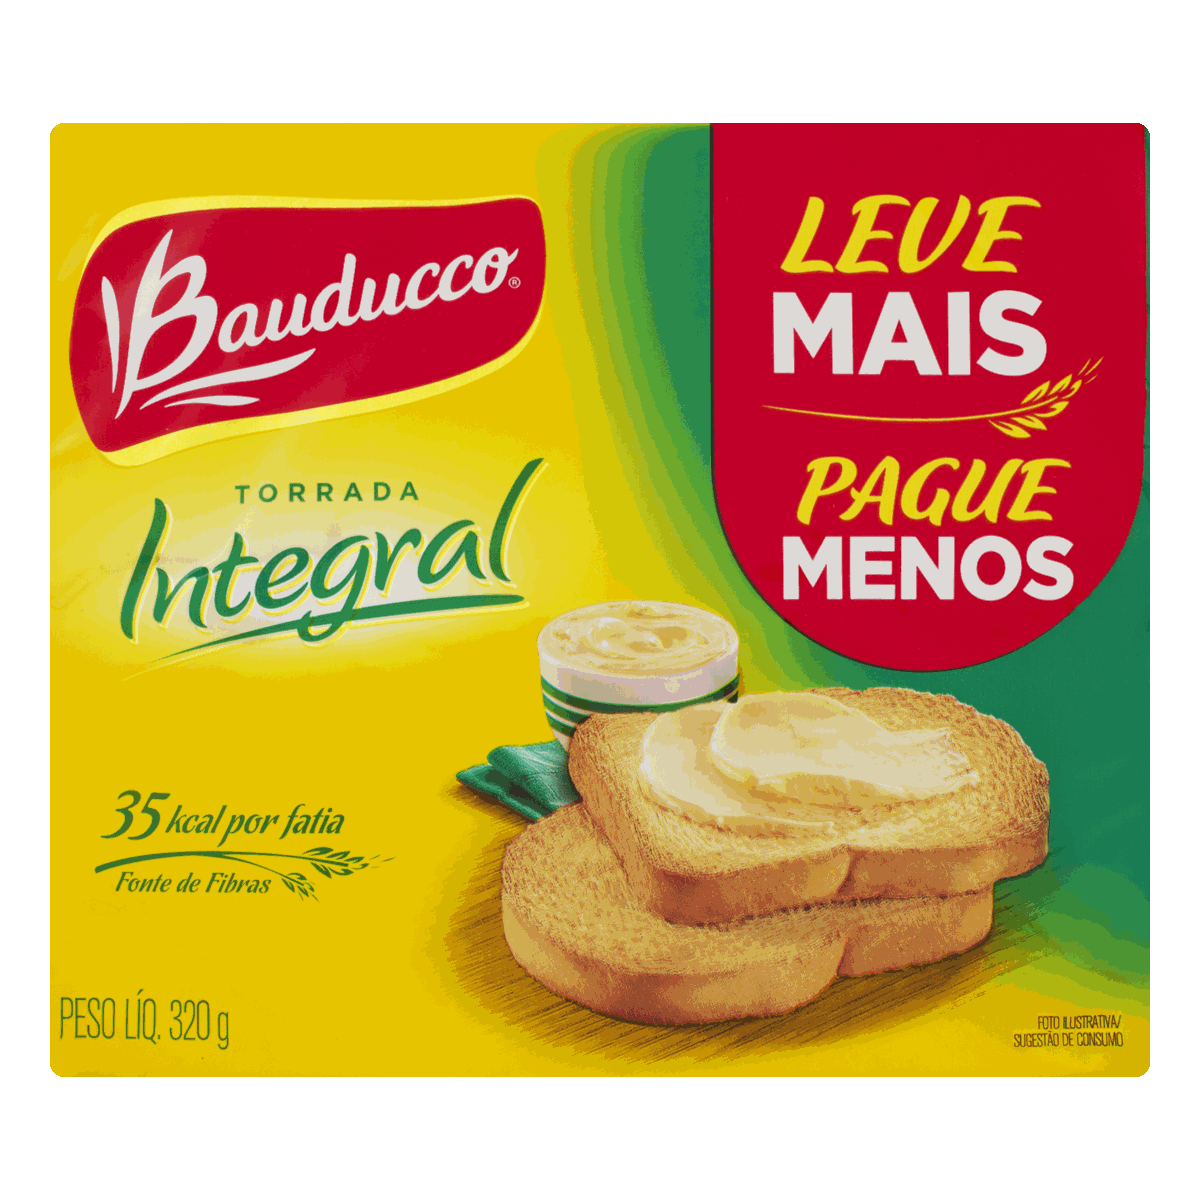 Bauducco®
TORRADA
Integral
35 kcal por fatia
Fonte de Fibras
PESO LÍQ. 320 g
LEVE
MAIS
PAGUE
MENOS
FOTO ILUSTRATIVA/
SUGESTÃO DE CONSUMO